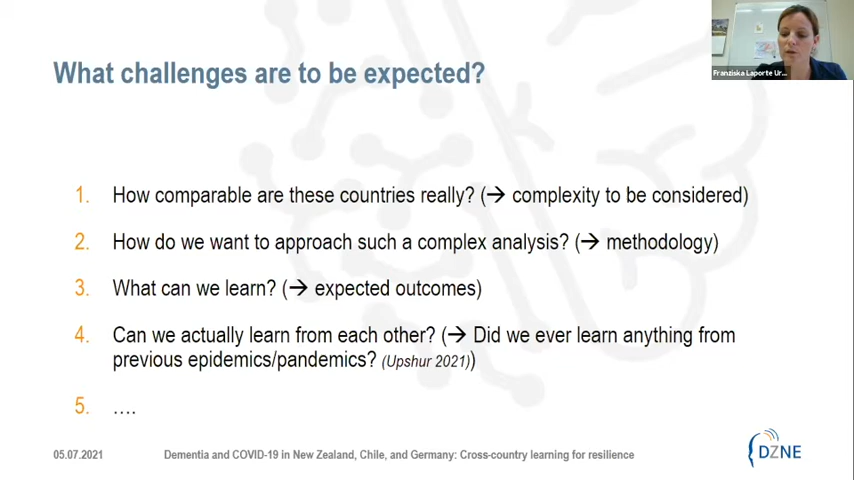 Franziska Laporte Ur...
What challenges are to be expected?
1. How comparable are these countries really? (→ complexity to be considered)
2. How do we want to approach such a complex analysis? (→ methodology)
3. What can we learn? (→ expected outcomes)
4. Can we actually learn from each other? (→ Did we ever learn anything from
previous epidemics/pandemics? (Upshur 2021))
5. ....
05.07.2021
Dementia and COVID-19 in New Zealand, Chile, and Germany: Cross-country learning for resilience
DZNE